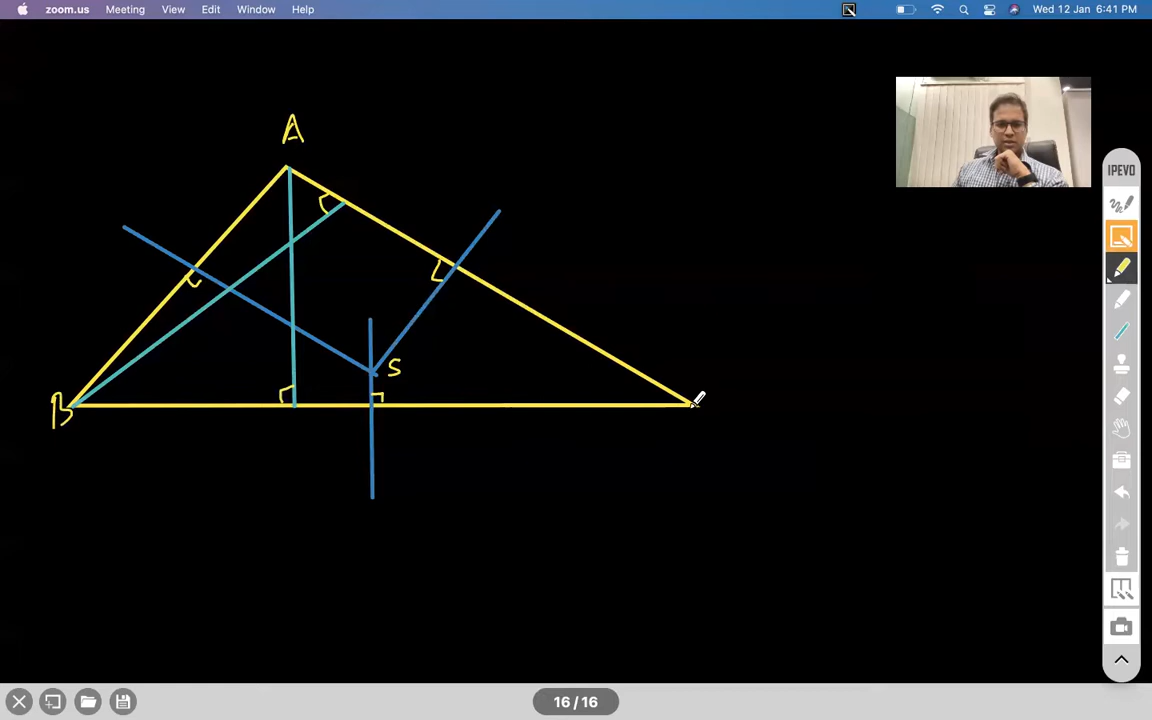 zoom.us Meeting View Edit Window Help Wed 12 Jan 6:41 PM
A
IPEVO
S
B
16/16